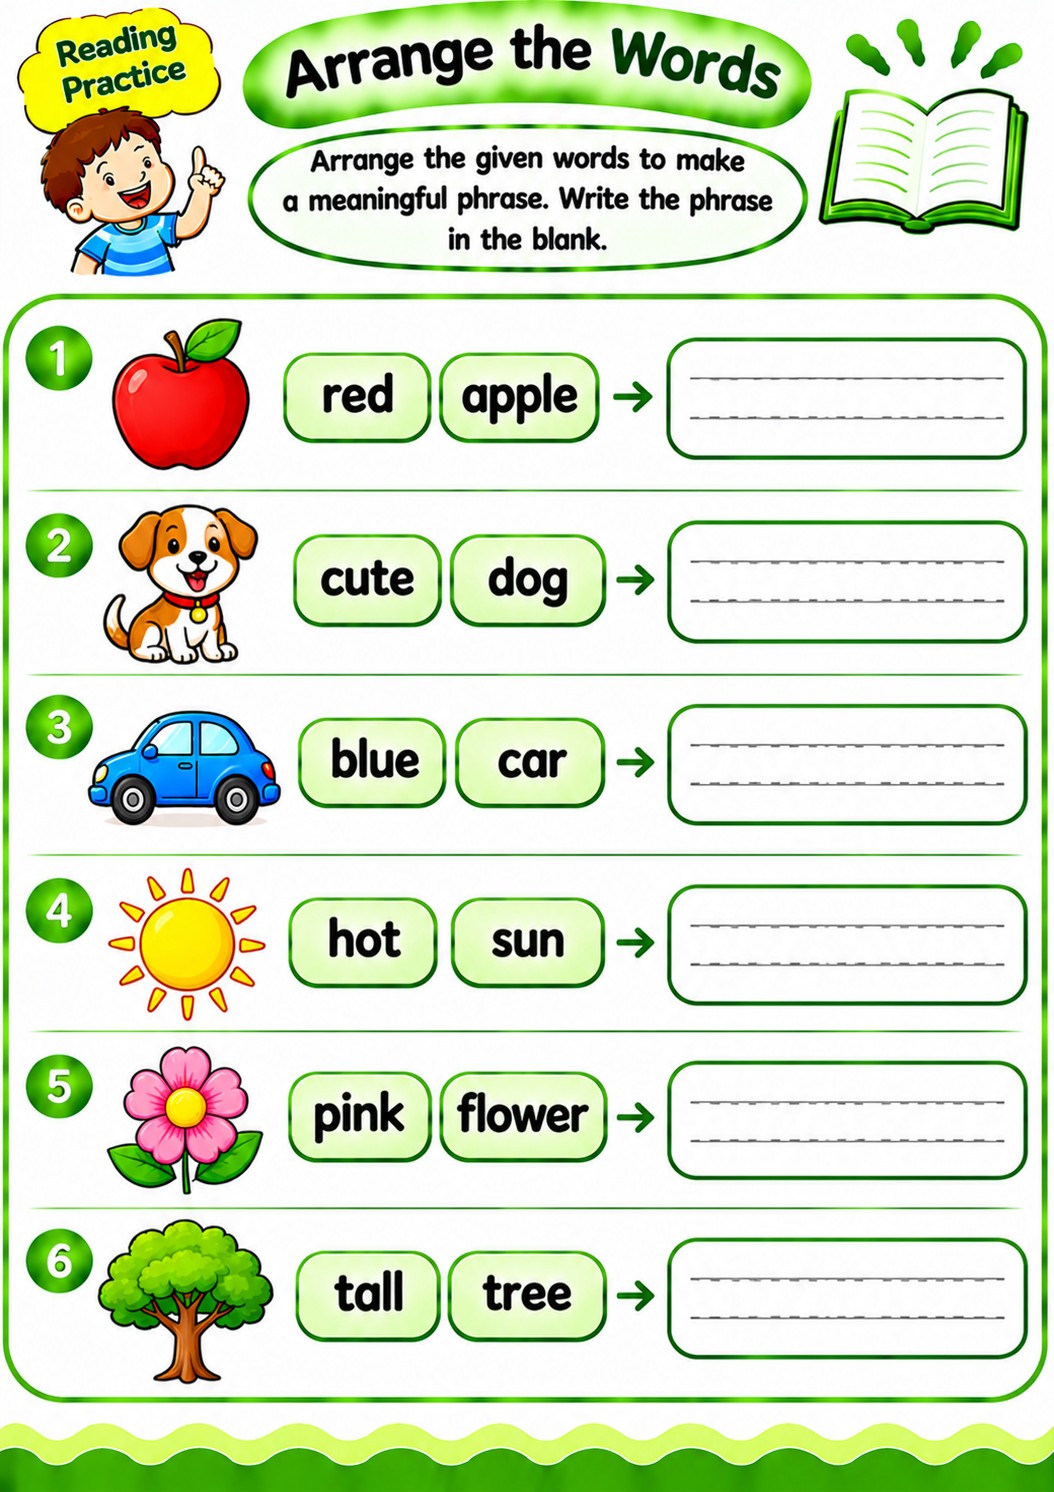 Reading
Practice
Arrange the Words
Arrange the given words to make
a meaningful phrase. Write the phrase
in the blank.
1
red apple →
2
cute dog →
3
blue car →
4
hot sun →
5
pink flower →
6
tall tree →